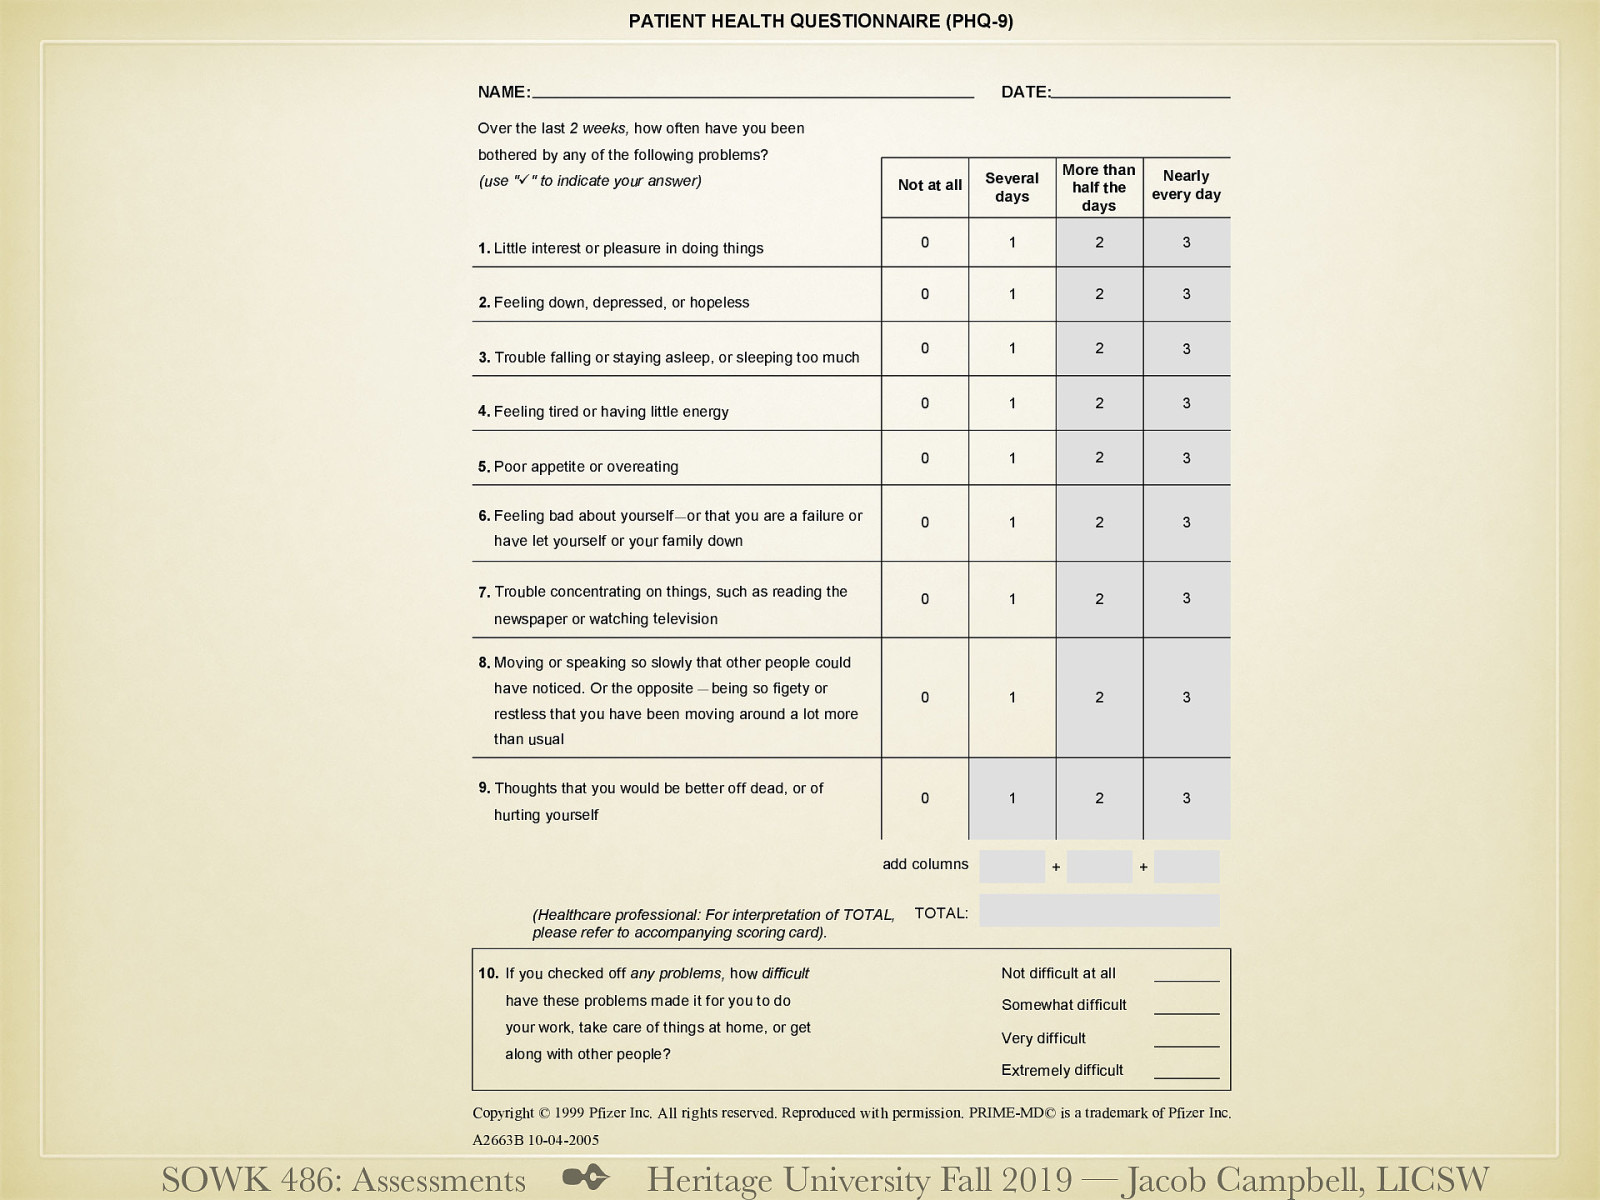 PATIENT HEALTH QUESTIONNAIRE (PHQ-9)
NAME: DATE:
Over the last 2 weeks, how often have you been
bothered by any of the following problems?
(use "✓" to indicate your answer)
Not at all
Several
days
More than
half the
days
Nearly
every day
1. Little interest or pleasure in doing things 0 1 2 3
2. Feeling down, depressed, or hopeless 0 1 2 3
3. Trouble falling or staying asleep, or sleeping too much 0 1 2 3
4. Feeling tired or having little energy 0 1 2 3
5. Poor appetite or overeating 0 1 2 3
6. Feeling bad about yourself—or that you are a failure or
have let yourself or your family down
0 1 2 3
7. Trouble concentrating on things, such as reading the
newspaper or watching television
0 1 2 3
8. Moving or speaking so slowly that other people could
have noticed. Or the opposite — being so figety or
restless that you have been moving around a lot more
than usual
0 1 2 3
9. Thoughts that you would be better off dead, or of
hurting yourself
0 1 2 3
add columns + +
(Healthcare professional: For interpretation of TOTAL,
please refer to accompanying scoring card).
TOTAL:
10. If you checked off any problems, how difficult
have these problems made it for you to do
your work, take care of things at home, or get
along with other people?
Not difficult at all
Somewhat difficult
Very difficult
Extremely difficult
Copyright © 1999 Pfizer Inc. All rights reserved. Reproduced with permission. PRIME-MD© is a trademark of Pfizer Inc.
A2663B 10-04-2005
SOWK 486: Assessments Heritage University Fall 2019 — Jacob Campbell, LICSW